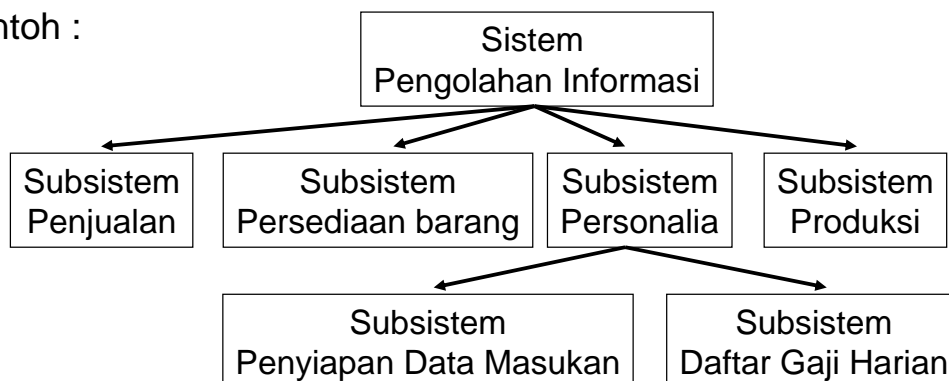 ntoh :
Sistem
Pengolahan Informasi
Subsistem
Penjualan
Subsistem
Persediaan barang
Subsistem
Personalia
Subsistem
Produksi
Subsistem
Penyiapan Data Masukan
Subsistem
Daftar Gaji Harian